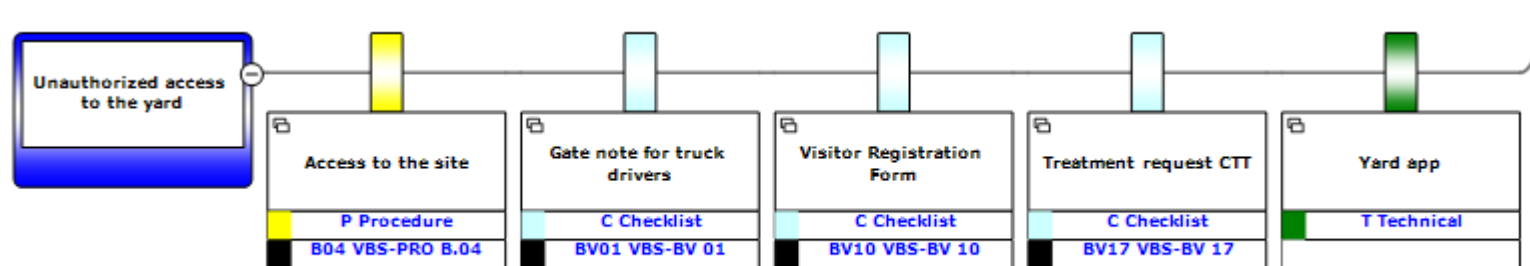 Unauthorized access
to the yard
Access to the site
P Procedure
B04 VBS-PRO B.04
Gate note for truck
drivers
C Checklist
BV01 VBS-BV 01
Visitor Registration
Form
C Checklist
BV10 VBS-BV 10
Treatment request CTT
C Checklist
BV17 VBS-BV 17
Yard app
T Technical